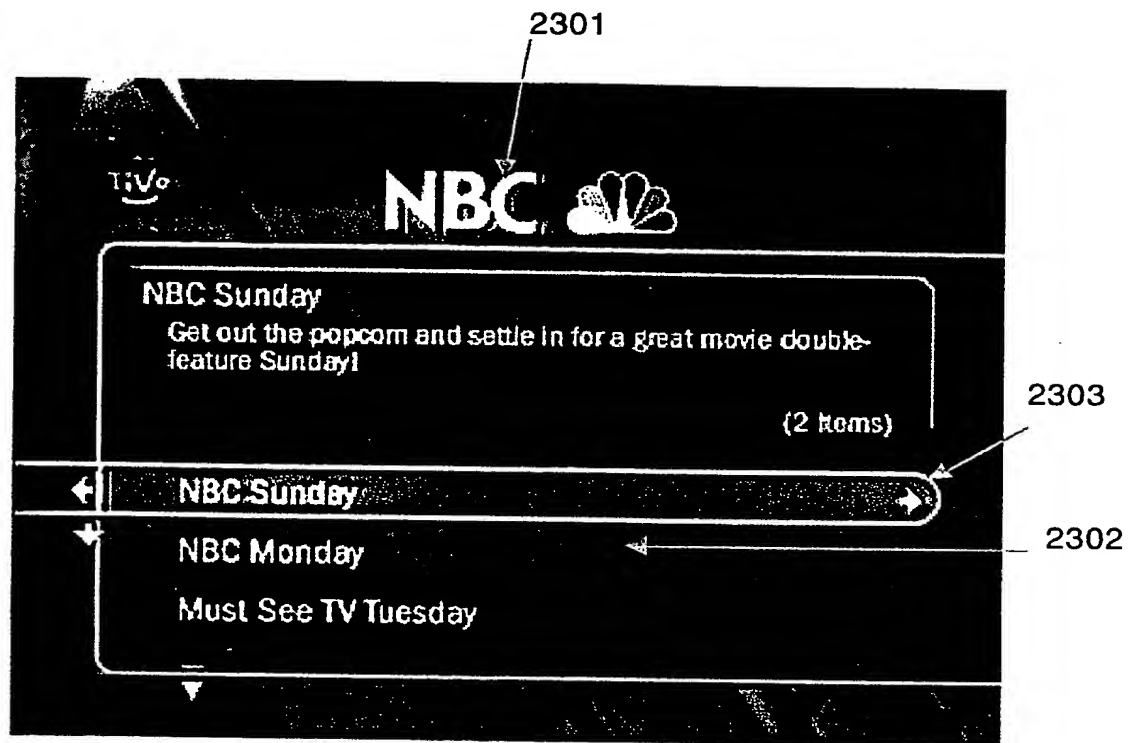 2301
TiVo
NBC
NBC Sunday
Get out the popcorn and settle in for a great movie double-
feature Sunday!
(2 Items)
2303
NBC Sunday
NBC Monday
2302
Must See TV Tuesday